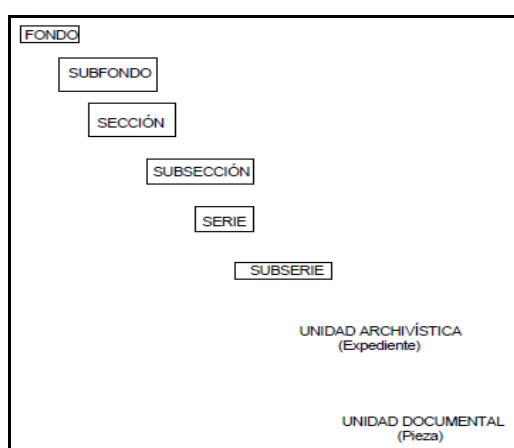 FONDO
SUBFONDO
SECCIÓN
SUBSECCIÓN
SERIE
SUBSERIE
UNIDAD ARCHIVÍSTICA
(Expediente)
UNIDAD DOCUMENTAL
(Pieza)